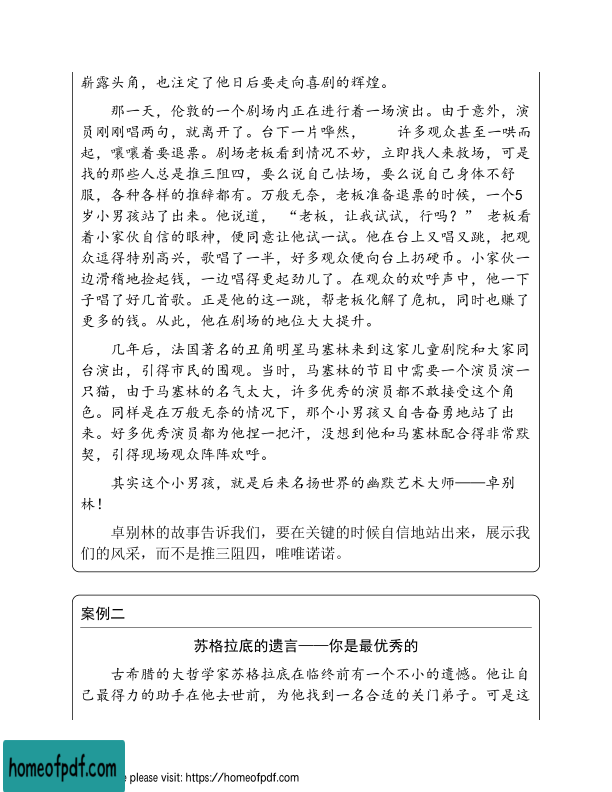 崭露头角，也注定了他日后要走向喜剧的辉煌。
那一天，伦敦的一个剧场内正在进行着一场演出。由于意外，演
员刚刚唱两句，就离开了。台下一片哗然， 许多观众甚至一哄而
起，嚷嚷着要退票。剧场老板看到情况不妙，立即找人来救场，可是
找的那些人总是推三阻四，要么说自己怯场，要么说自己身体不舒
服，各种各样的推辞都有。万般无奈，老板准备退票的时候，一个5
岁小男孩站了出来。他说道， “老板，让我试试，行吗？” 老板看
着小家伙自信的眼神，便同意让他试一试。他在台上又唱又跳，把观
众逗得特别高兴，歌唱了一半，好多观众便向台上扔硬币。小家伙一
边滑稽地捡起钱，一边唱得更起劲儿了。在观众的欢呼声中，他一下
子唱了好几首歌。正是他的这一跳，帮老板化解了危机，同时也赚了
更多的钱。从此，他在剧场的地位大大提升。
几年后，法国著名的丑角明星马塞林来到这家儿童剧院和大家同
台演出，引得市民的围观。当时，马塞林的节目中需要一个演员演一
只猫，由于马塞林的名气太大，许多优秀的演员都不敢接受这个角
色。同样是在万般无奈的情况下，那个小男孩又自告奋勇地站了出
来。好多优秀演员都为他捏一把汗，没想到他和马塞林配合得非常默
契，引得现场观众阵阵欢呼。
其实这个小男孩，就是后来名扬世界的幽默艺术大师——卓别
林！
卓别林的故事告诉我们，要在关键的时候自信地站出来，展示我
们的风采，而不是推三阻四，唯唯诺诺。
案例二
苏格拉底的遗言——你是最优秀的
古希腊的大哲学家苏格拉底在临终前有一个不小的遗憾。他让自
己最得力的助手在他去世前，为他找到一名合适的关门弟子。可是这
homeofpdf.com
e please visit: https://homeofpdf.com